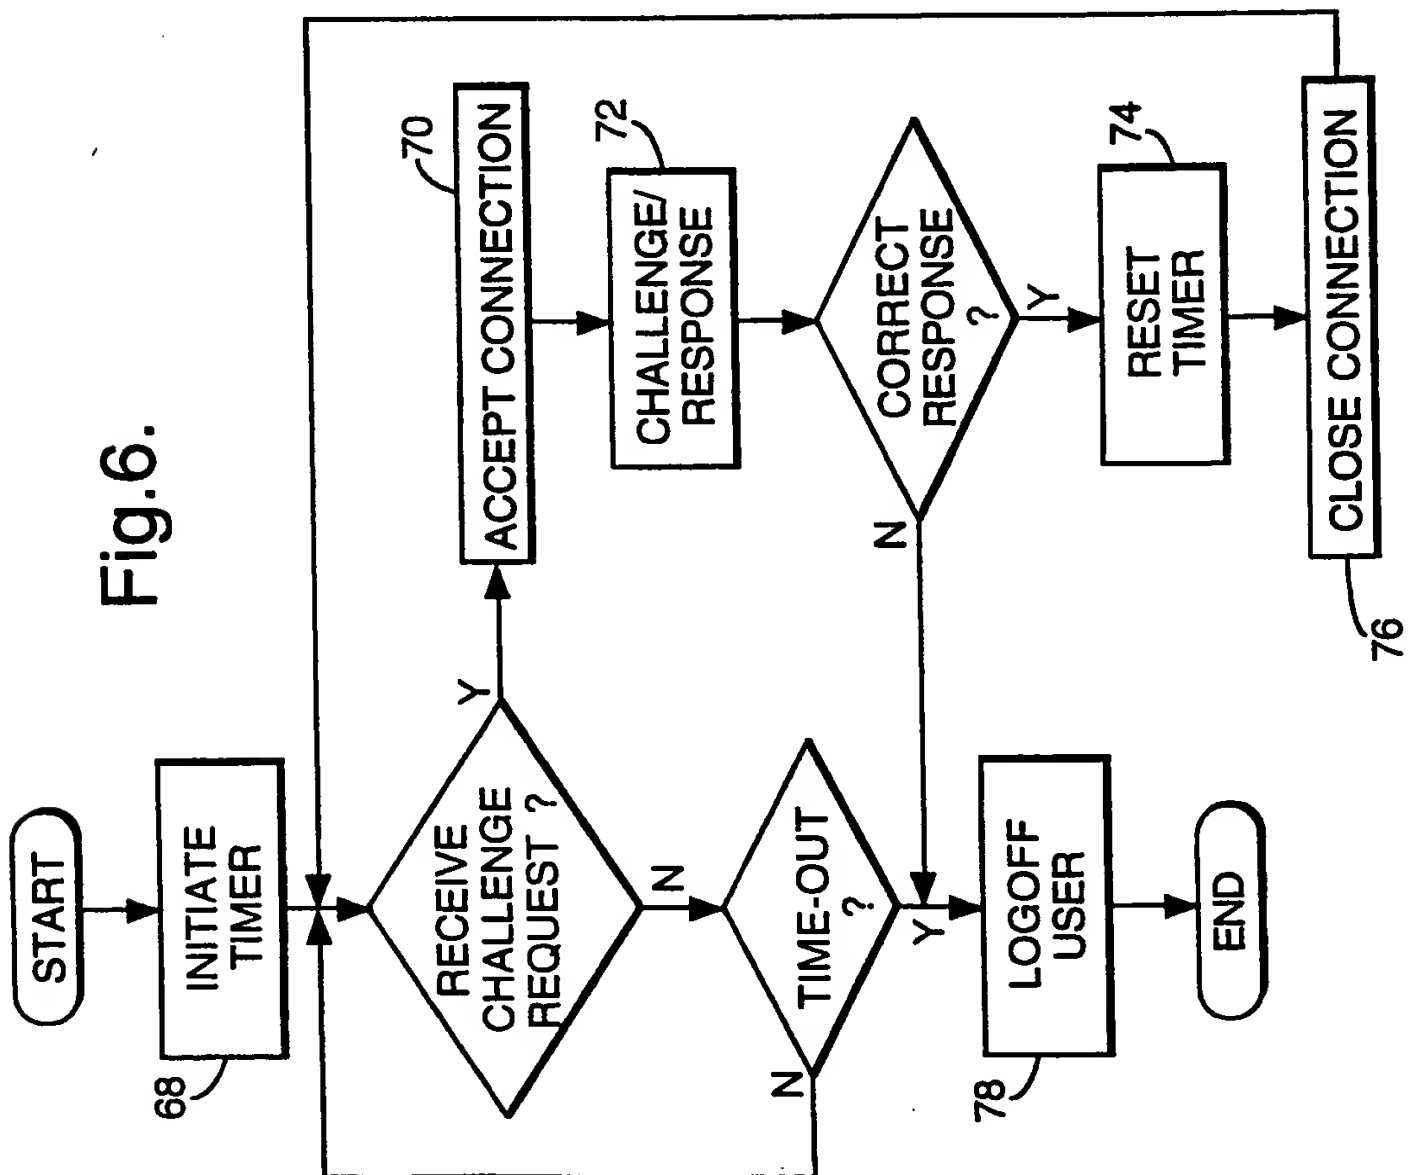 Fig.6.
START
INITIATE
TIMER
68
RECEIVE
CHALLENGE
REQUEST ?
Y
N
TIME-OUT
?
N
Y
LOGOFF
USER
78
END
ACCEPT CONNECTION
70
CHALLENGE/
RESPONSE
72
CORRECT
RESPONSE
?
N
Y
RESET
TIMER
74
CLOSE CONNECTION
76